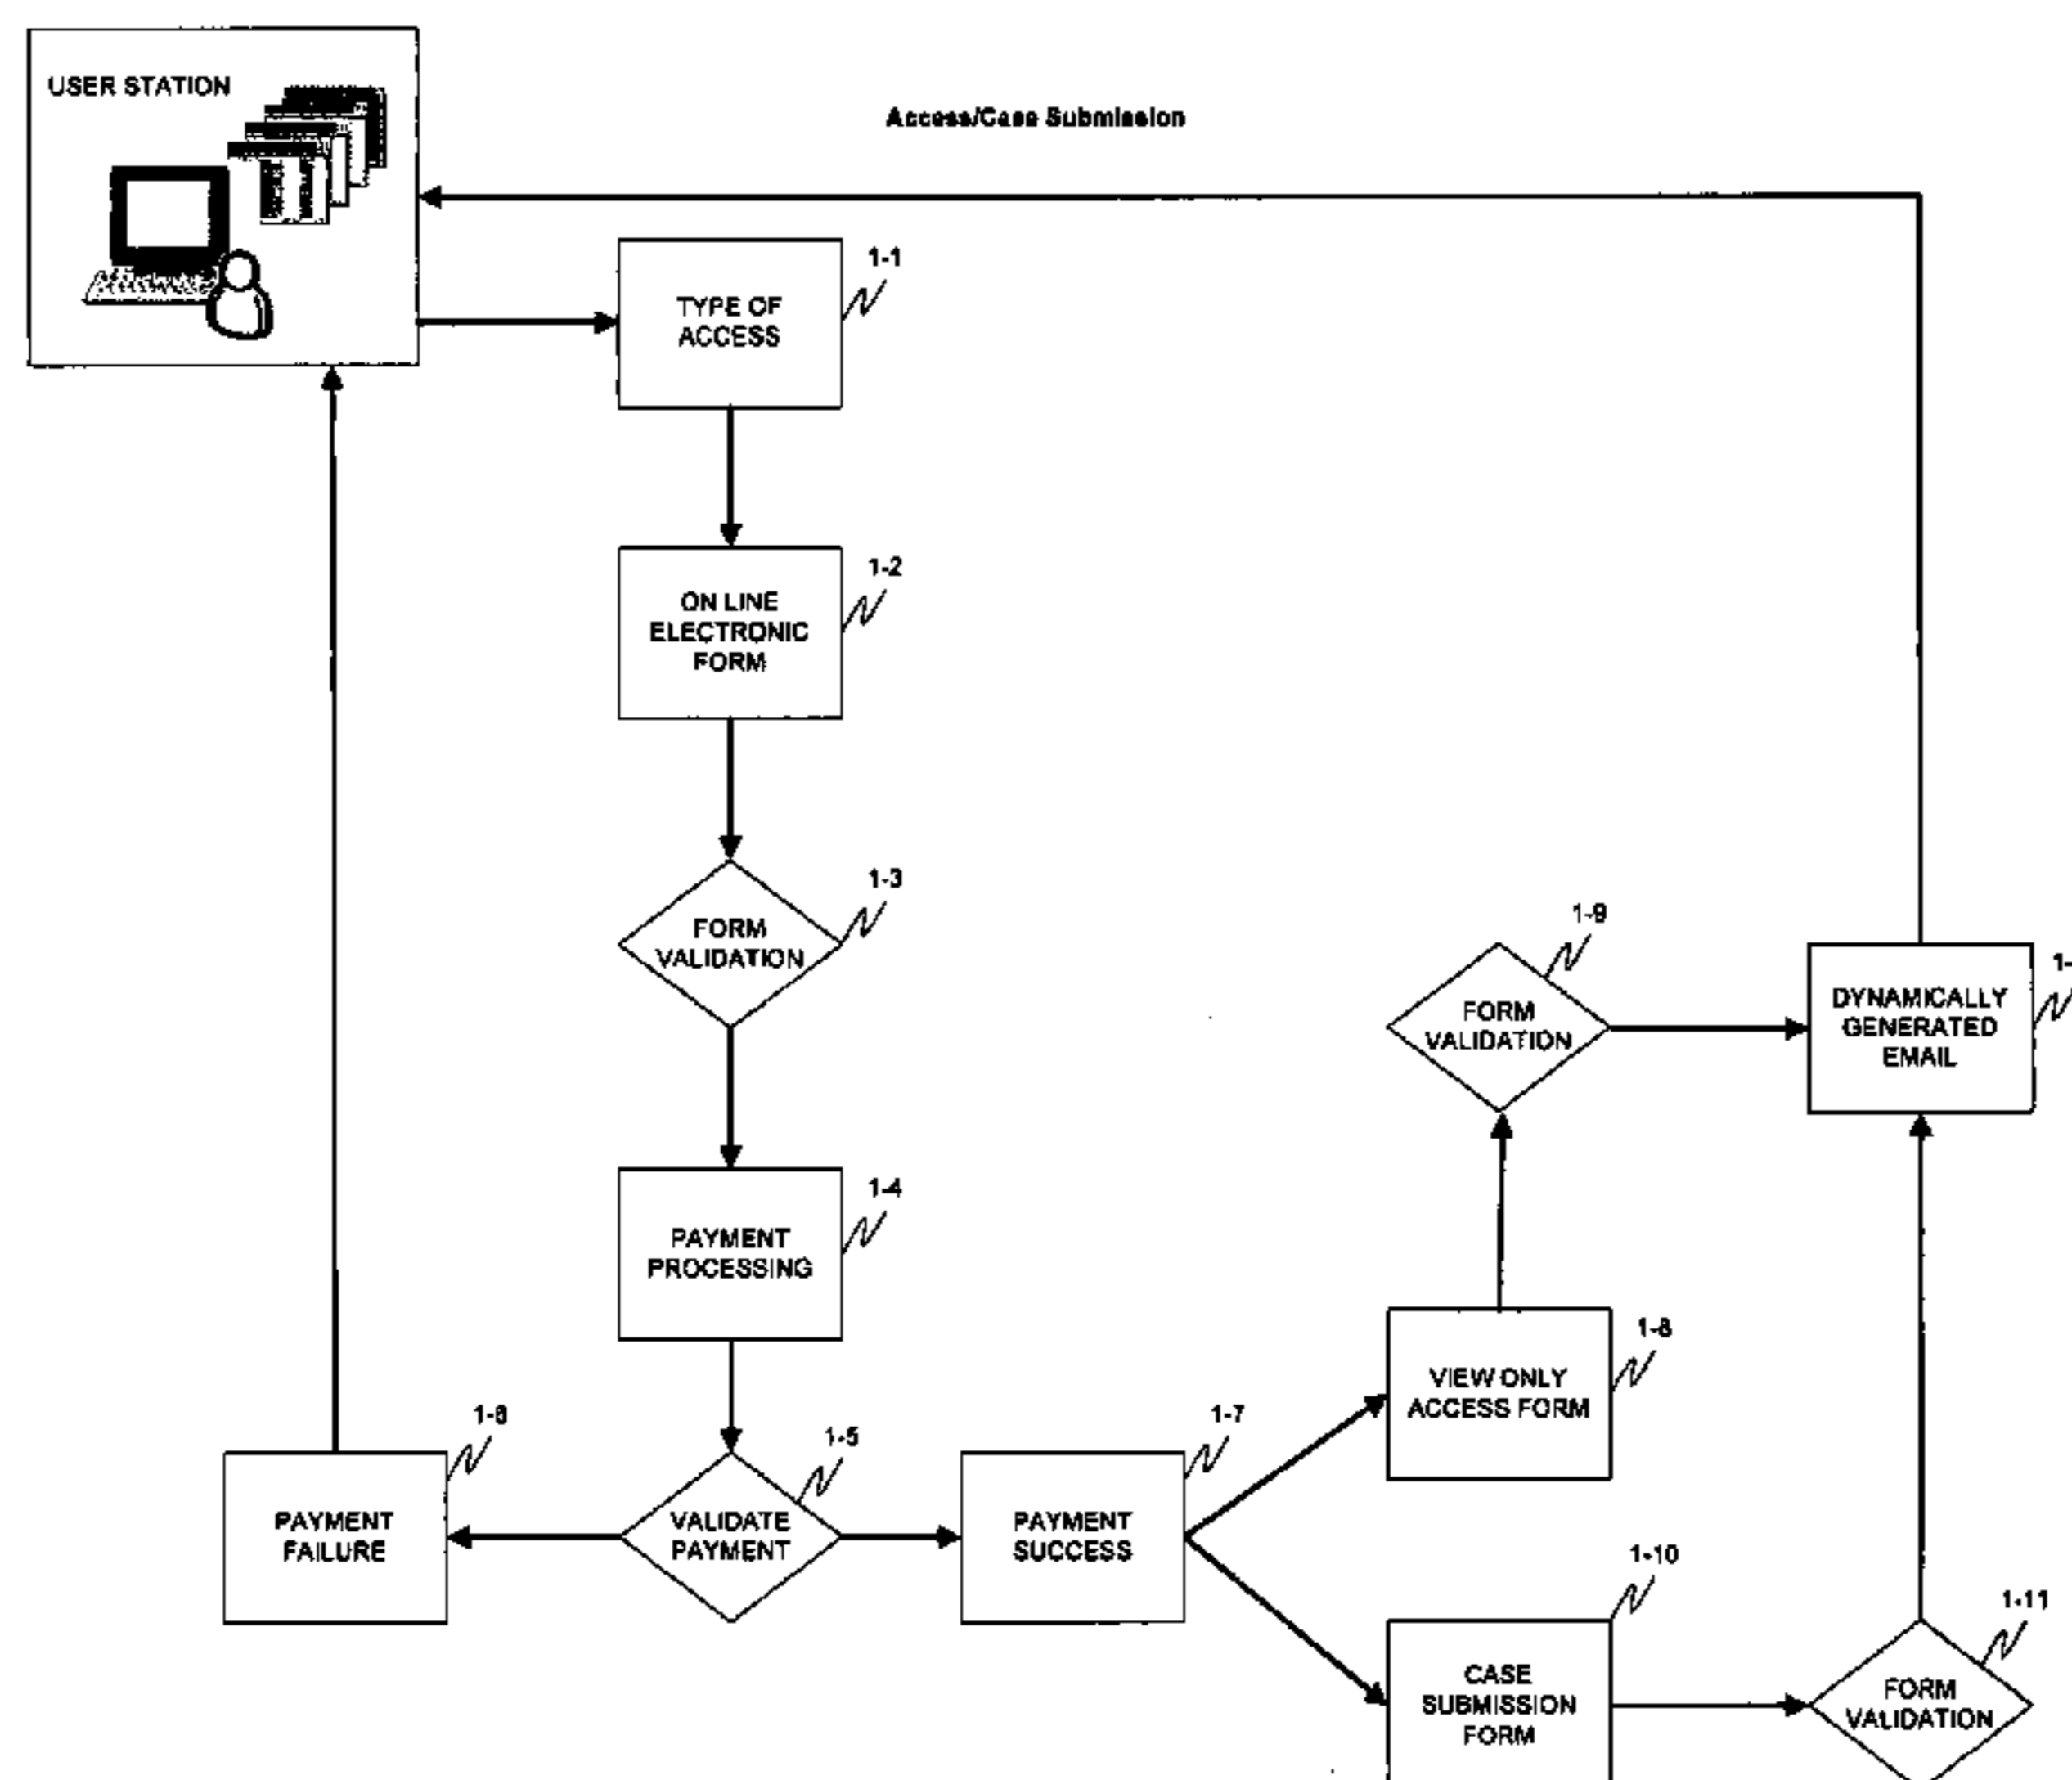 USER STATION
Access/Case Submission
1-1
TYPE OF
ACCESS
1-2
ON LINE
ELECTRONIC
FORM
1-3
FORM
VALIDATION
1-9
FORM
VALIDATION
1-
DYNAMICALLY
GENERATED
EMAIL
1-4
PAYMENT
PROCESSING
1-8
VIEW ONLY
ACCESS FORM
1-6
PAYMENT
FAILURE
1-5
VALIDATE
PAYMENT
1-7
PAYMENT
SUCCESS
1-10
CASE
SUBMISSION
FORM
1-11
FORM
VALIDATION